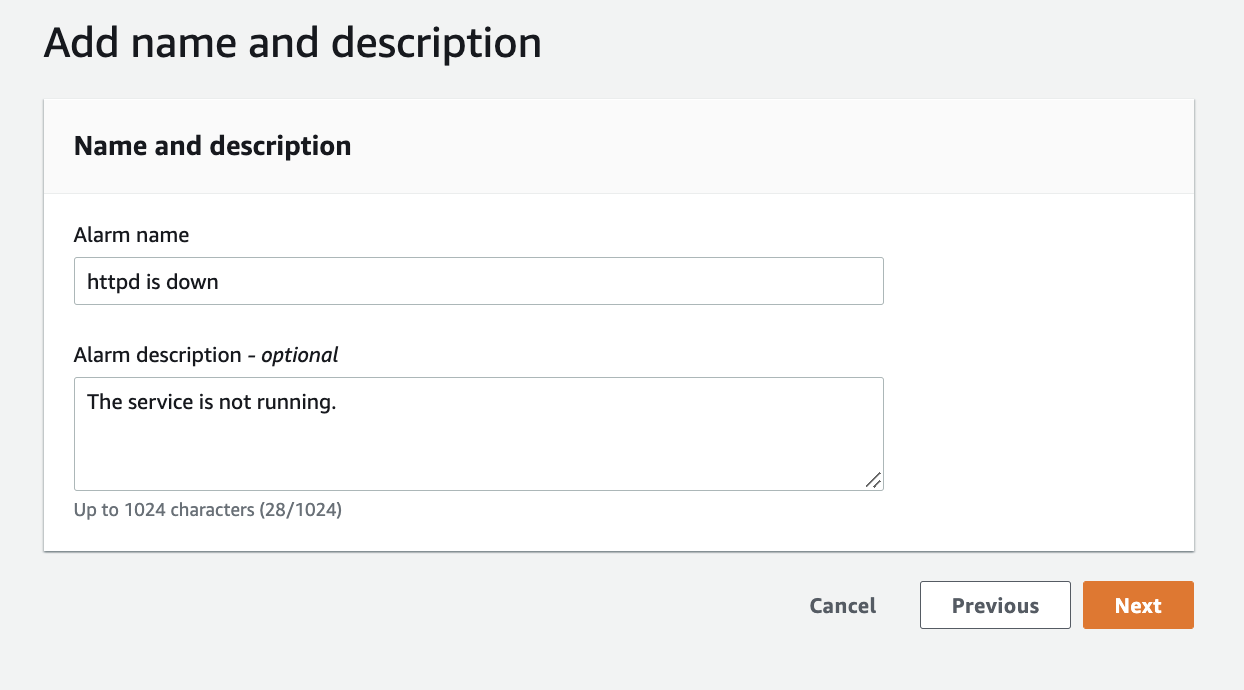 Add name and description
Name and description
Alarm name
httpd is down
Alarm description - optional
The service is not running.
Up to 1024 characters (28/1024)
Cancel
Previous
Next